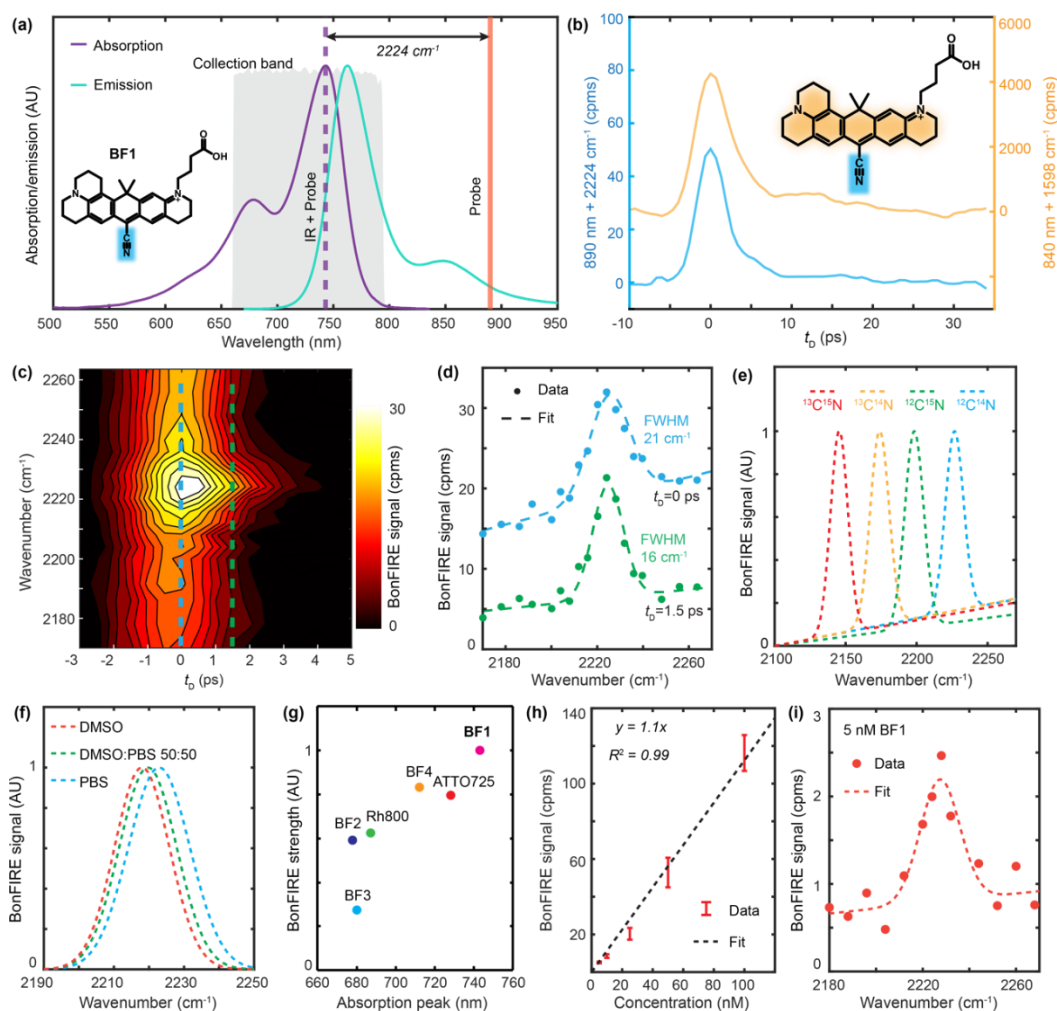 (a)
Absorption
Emission
Collection band
2224 cm⁻¹
BF1
N
N
+
O
OH
C
N
IR + Probe
Probe
Absorption/emission (AU)
500 550 600 650 700 750 800 850 900 950
Wavelength (nm)
(b)
890 nm + 2224 cm⁻¹ (cpms)
100
80
60
40
20
0
O
OH
N
N
+
C
N
6000
4000
2000
0
840 nm + 1598 cm⁻¹ (cpms)
-10 0 10 20 30
tD (ps)
(c)
Wavenumber (cm⁻¹)
2260
2240
2220
2200
2180
-3 -2 -1 0 1 2 3 4 5
tD (ps)
30
0
BonFIRE signal (cpms)
(d)
BonFIRE signal (cpms)
30
20
10
0
Data
Fit
FWHM
21 cm⁻¹
tD=0 ps
FWHM
16 cm⁻¹
tD=1.5 ps
2180 2220 2260
Wavenumber (cm⁻¹)
(e)
BonFIRE signal (AU)
1
0
¹³C¹⁵N ¹³C¹⁴N ¹²C¹⁵N ¹²C¹⁴N
2100 2150 2200 2250
Wavenumber (cm⁻¹)
(f)
BonFIRE signal (AU)
1
0
DMSO
DMSO:PBS 50:50
PBS
2190 2210 2230 2250
Wavenumber (cm⁻¹)
(g)
BonFIRE strength (AU)
1
0
BF1
BF4
ATTO725
BF2
Rh800
BF3
660 680 700 720 740 760
Absorption peak (nm)
(h)
BonFIRE signal (cpms)
140
100
60
20
y = 1.1x
R² = 0.99
Data
Fit
0 20 40 60 80 100
Concentration (nM)
(i)
BonFIRE signal (cpms)
3
2
1
0
5 nM BF1
Data
Fit
2180 2220 2260
Wavenumber (cm⁻¹)